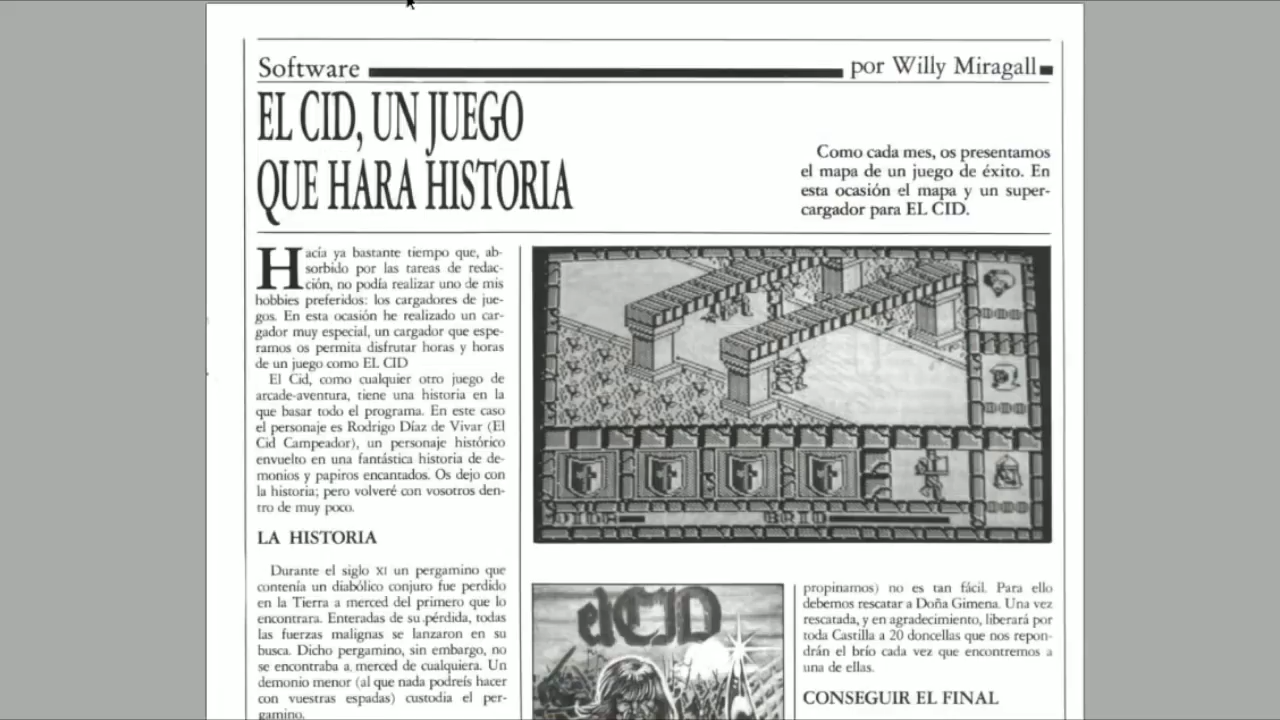 Software
por Willy Miragall
EL CID, UN JUEGO
QUE HARA HISTORIA
Como cada mes, os presentamos
el mapa de un juego de éxito. En
esta ocasión el mapa y un super-
cargador para EL CID.
Hacía ya bastante tiempo que, ab-
sorbido por las tareas de redac-
ción, no podía realizar uno de mis
hobbies preferidos: los cargadores de jue-
gos. En esta ocasión he realizado un car-
gador muy especial, un cargador que espe-
ramos os permita disfrutar horas y horas
de un juego como EL CID
El Cid, como cualquier otro juego de
arcade-aventura, tiene una historia en la
que basar todo el programa. En este caso
el personaje es Rodrigo Díaz de Vivar (El
Cid Campeador), un personaje histórico
envuelto en una fantástica historia de de-
monios y papiros encantados. Os dejo con
la historia; pero volveré con vosotros den-
tro de muy poco.
LA HISTORIA
Durante el siglo XI un pergamino que
contenía un diabólico conjuro fue perdido
en la Tierra a merced del primero que lo
encontrara. Enteradas de su pérdida, todas
las fuerzas malignas se lanzaron en su
busca. Dicho pergamino, sin embargo, no
se encontraba a merced de cualquiera. Un
demonio menor (al que nada podreís hacer
con vuestras espadas) custodia el per-
gamino.
VIDA
BRIO
el CID
propinamos) no es tan fácil. Para ello
debemos rescatar a Doña Gimena. Una vez
rescatada, y en agradecimiento, liberará por
toda Castilla a 20 doncellas que nos repon-
drán el brío cada vez que encontremos a
una de ellas.
CONSEGUIR EL FINAL